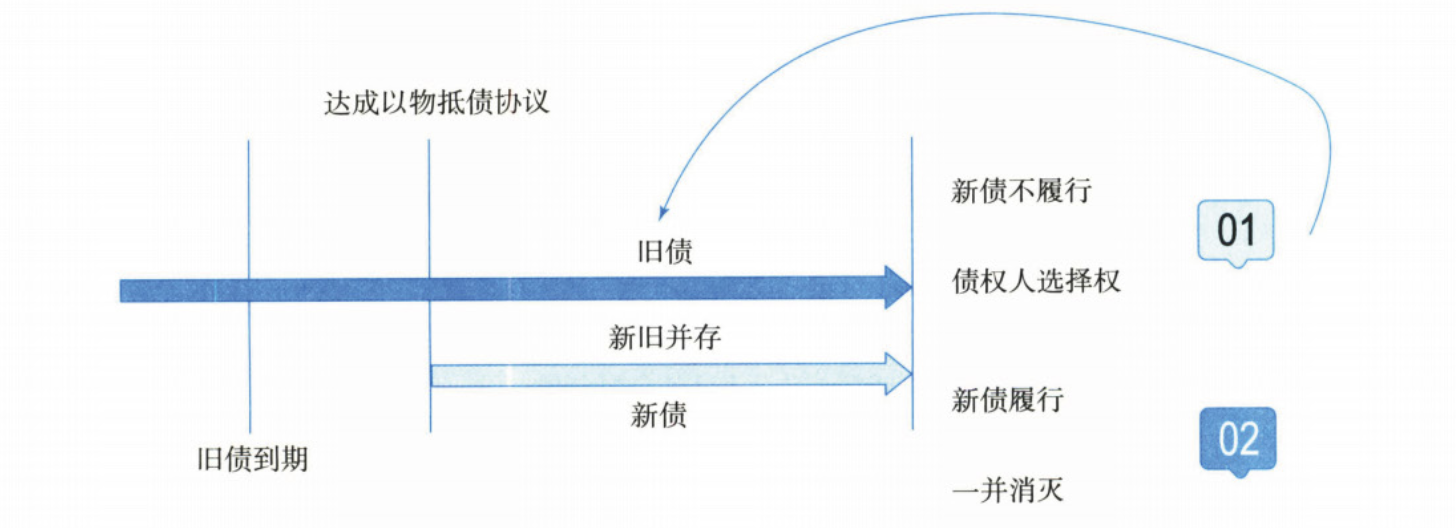 达成以物抵债协议
新债不履行
01
旧债
债权人选择权
新旧并存
新债履行
新债
02
旧债到期
一并消灭